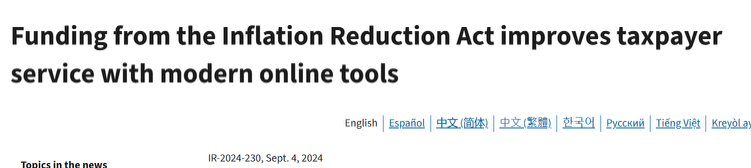 Funding from the Inflation Reduction Act improves taxpayer
service with modern online tools
English Español 中文 (简体) 中文 (繁體) 한국어 Русский Tiếng Việt Kreyòl ay
IR-2024-230, Sept. 4, 2024
Topics in the news